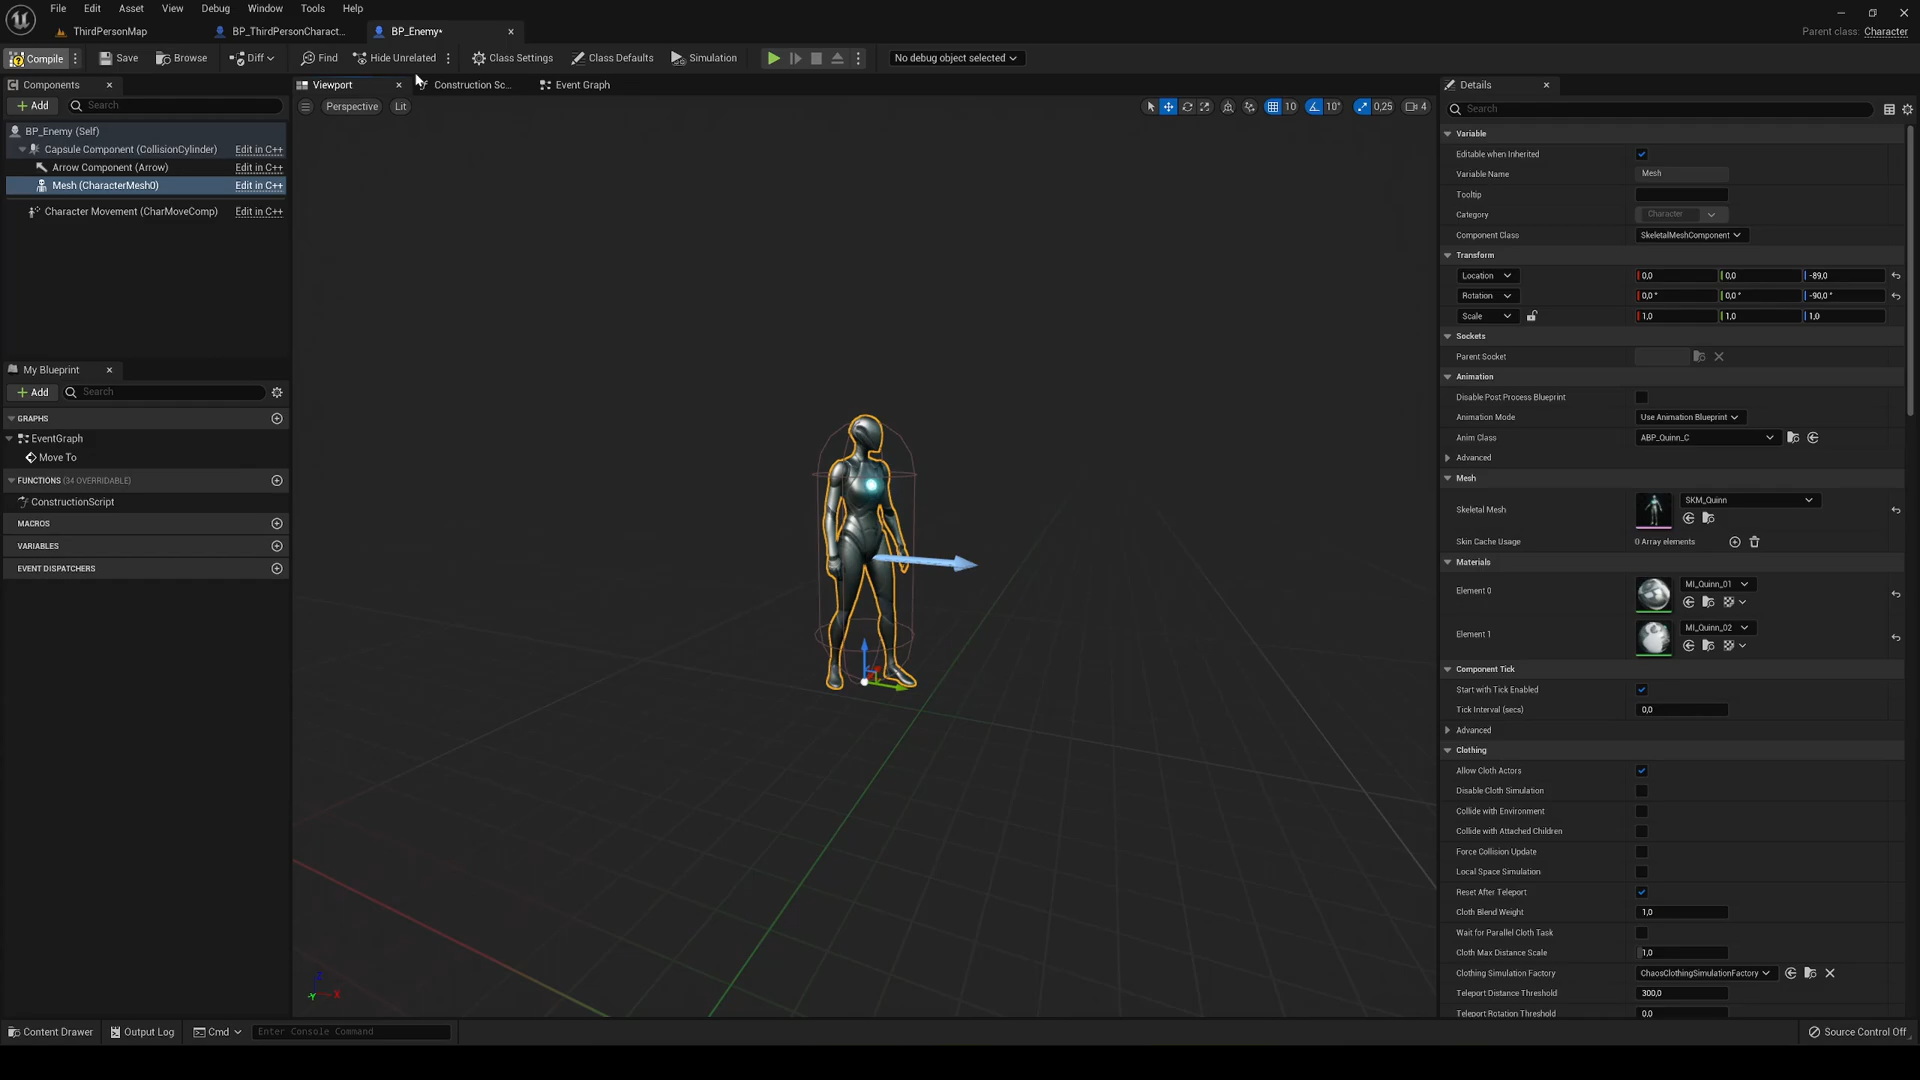 File Edit Asset View Debug Window Tools Help
ThirdPersonMap BP_ThirdPersonCharact... BP_Enemy* Parent class: Character
Compile Save Browse Diff Find Hide Unrelated Class Settings Class Defaults Simulation No debug object selected
Components Viewport Construction Sc... Event Graph Details
Add Search Perspective Lit 10 10° 0,25 4 Search
BP_Enemy (Self) Variable
Capsule Component (CollisionCylinder) Edit in C++ Editable when Inherited
Arrow Component (Arrow) Edit in C++ Variable Name Mesh
Mesh (CharacterMesh0) Edit in C++ Tooltip
Character Movement (CharMoveComp) Edit in C++ Category Character
Component Class SkeletalMeshComponent
Transform
Location 0,0 0,0 -89,0
Rotation 0,0 ° 0,0 ° -90,0 °
Scale 1,0 1,0 1,0
Sockets
Parent Socket
My Blueprint Animation
Add Search Disable Post Process Blueprint
GRAPHS Animation Mode Use Animation Blueprint
EventGraph Anim Class ABP_Quinn_C
Move To Advanced
FUNCTIONS (34 OVERRIDABLE) Mesh
ConstructionScript Skeletal Mesh SKM_Quinn
MACROS
VARIABLES Skin Cache Usage 0 Array elements
EVENT DISPATCHERS Materials
Element 0 MI_Quinn_01
Element 1 MI_Quinn_02
Component Tick
Start with Tick Enabled
Tick Interval (secs) 0,0
Advanced
Clothing
Allow Cloth Actors
Disable Cloth Simulation
Collide with Environment
Collide with Attached Children
Force Collision Update
Local Space Simulation
Reset After Teleport
Cloth Blend Weight 1,0
Wait for Parallel Cloth Task
Cloth Max Distance Scale 1,0
Clothing Simulation Factory ChaosClothingSimulationFactory
Z -Y X Teleport Distance Threshold 300,0
Teleport Rotation Threshold 0,0
Content Drawer Output Log Cmd Enter Console Command Source Control Off